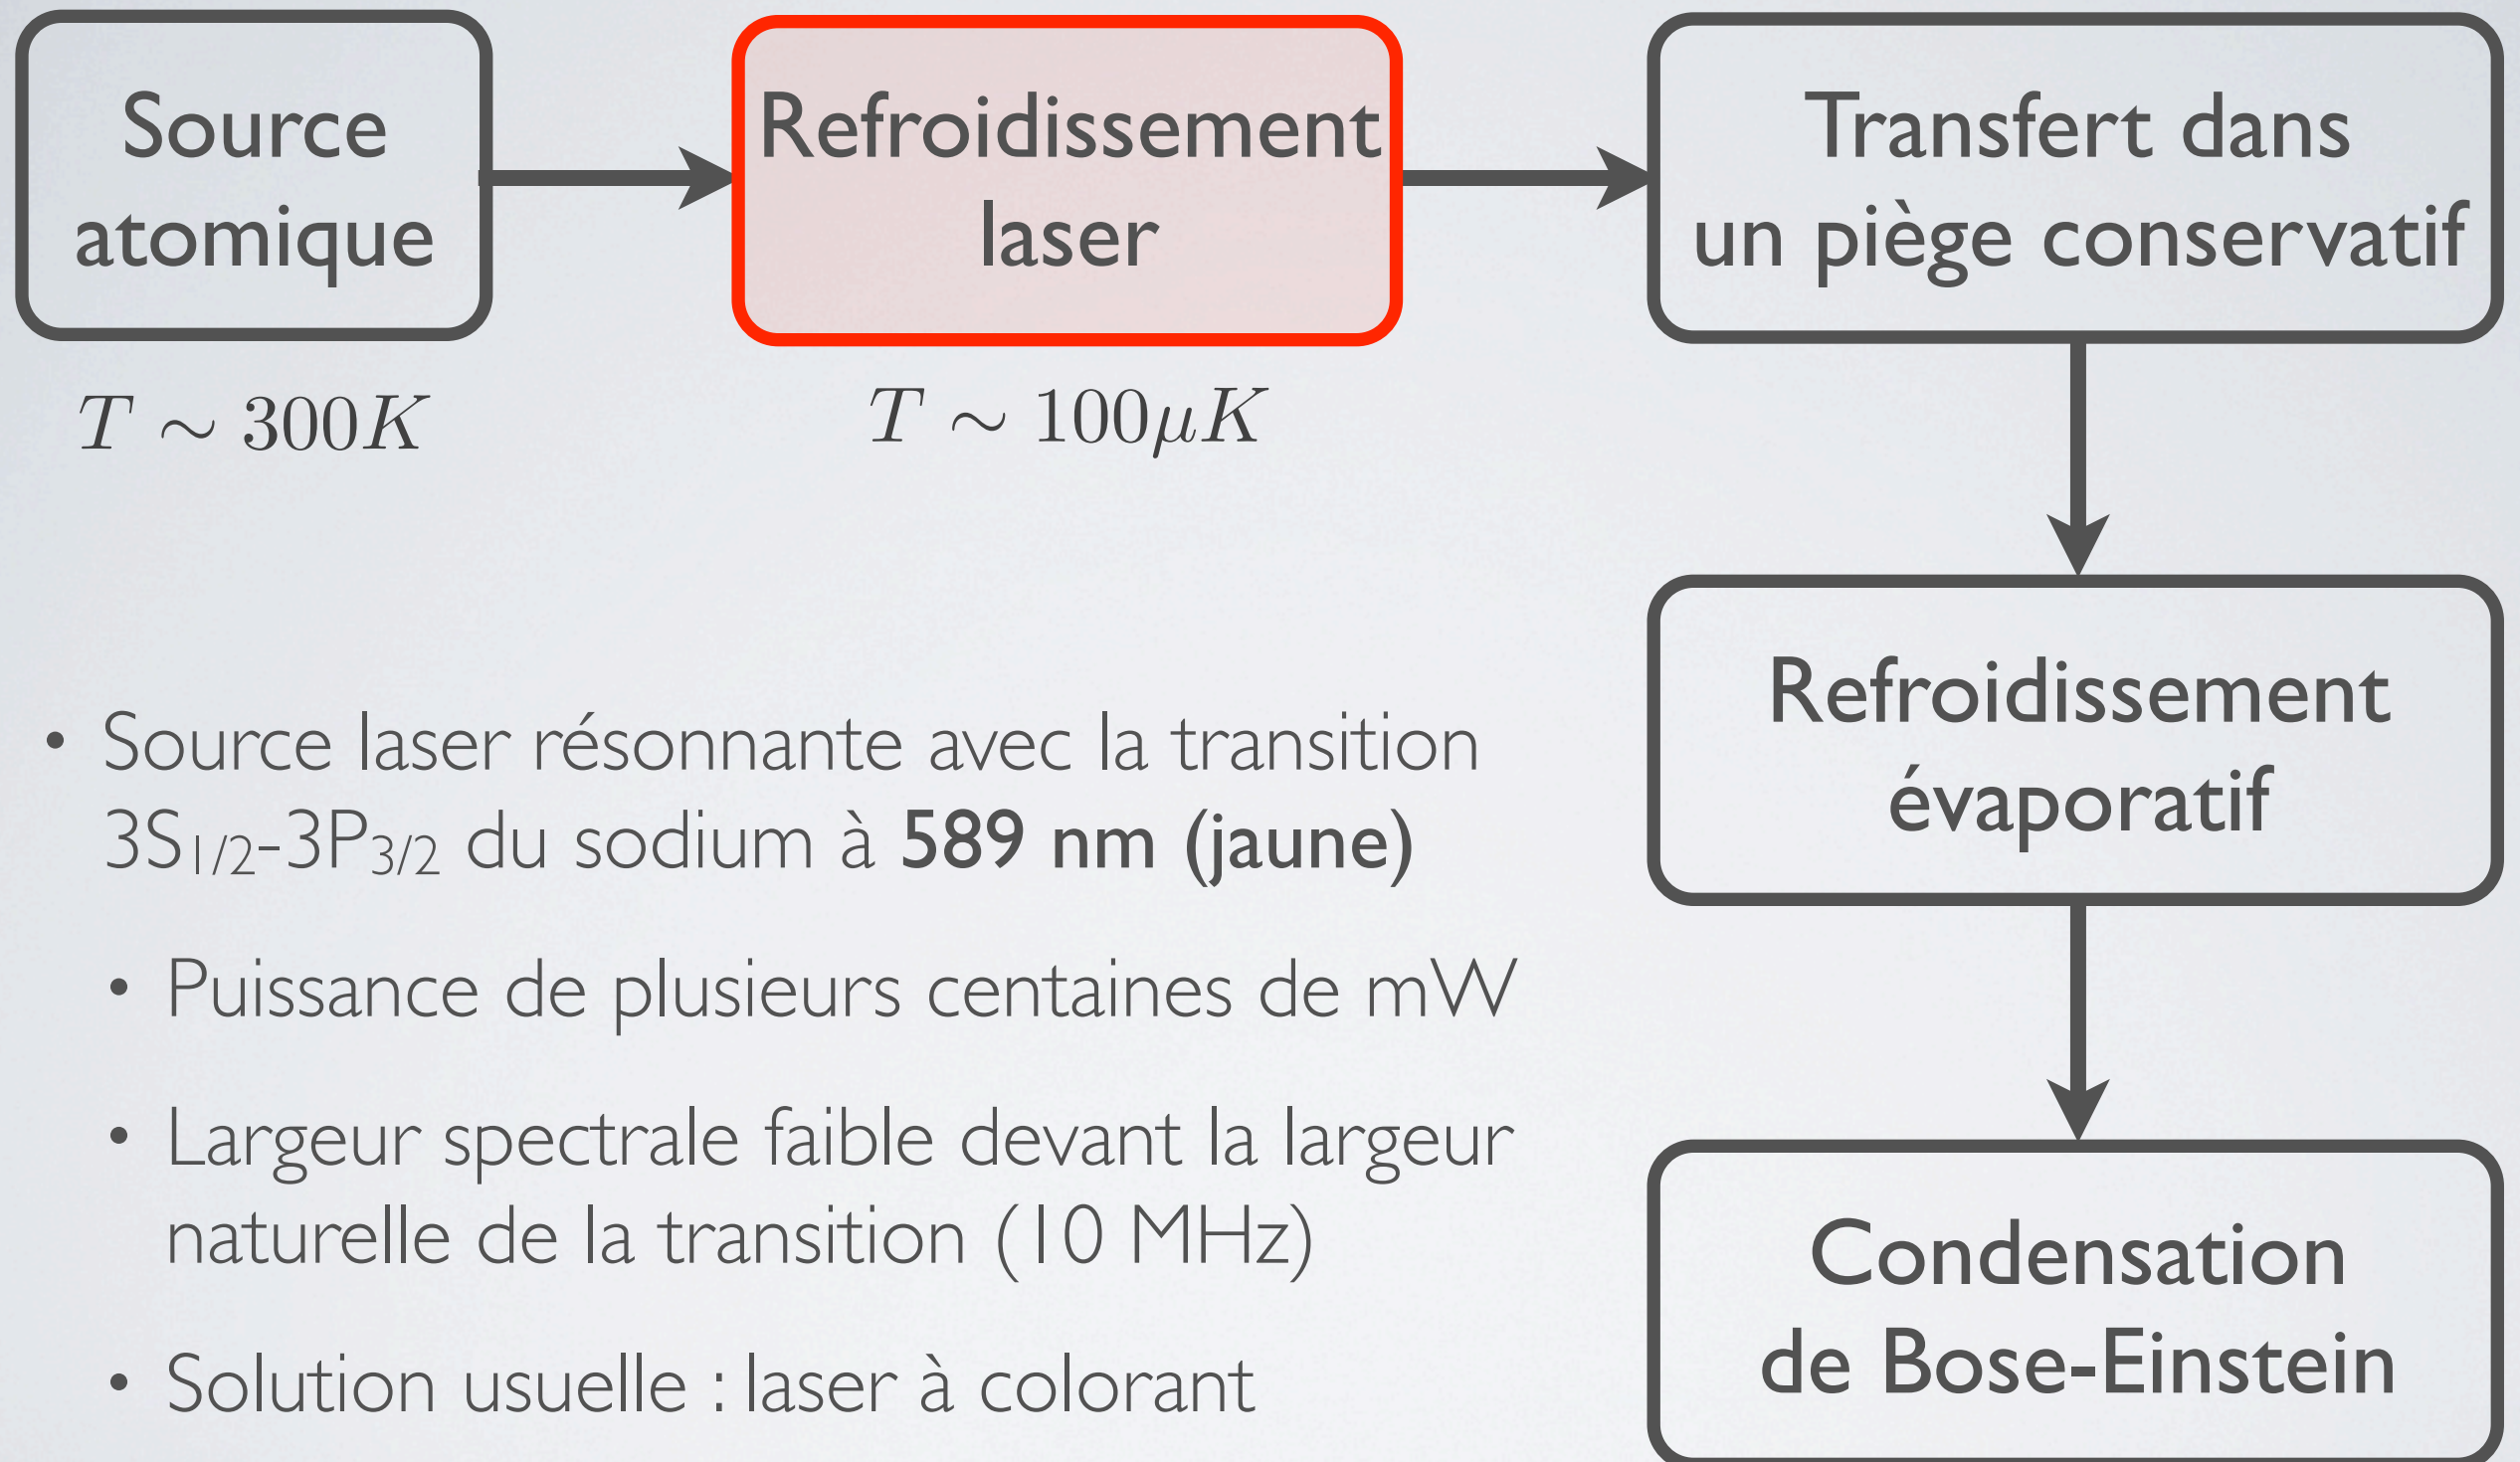 Source
atomique
Refroidissement
laser
Transfert dans
un piège conservatif
T ∼ 300K
T ∼ 100μK
• Source laser résonnante avec la transition
3S1/2-3P3/2 du sodium à 589 nm (jaune)
• Puissance de plusieurs centaines de mW
• Largeur spectrale faible devant la largeur
naturelle de la transition (10 MHz)
• Solution usuelle : laser à colorant
Refroidissement
évaporatif
Condensation
de Bose-Einstein